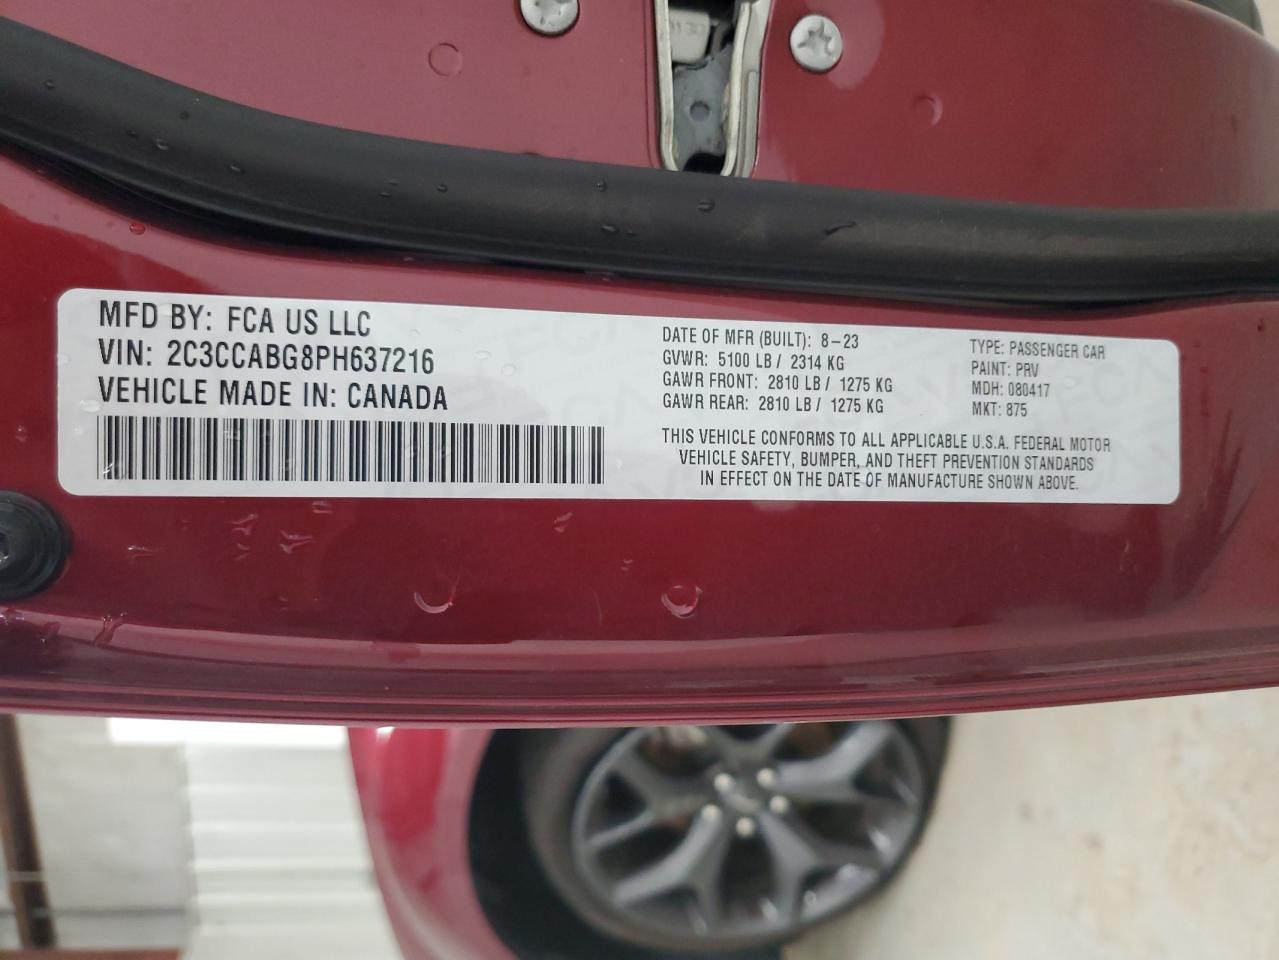 MFD BY: FCA US LLC
VIN: 2C3CCABG8PH637216
VEHICLE MADE IN: CANADA
DATE OF MFR (BUILT): 8-23
GVWR: 5100 LB / 2314 KG
GAWR FRONT: 2810 LB / 1275 KG
GAWR REAR: 2810 LB / 1275 KG
TYPE: PASSENGER CAR
PAINT: PRV
MDH: 080417
MKT: 875
THIS VEHICLE CONFORMS TO ALL APPLICABLE U.S.A. FEDERAL MOTOR
VEHICLE SAFETY, BUMPER, AND THEFT PREVENTION STANDARDS
IN EFFECT ON THE DATE OF MANUFACTURE SHOWN ABOVE.